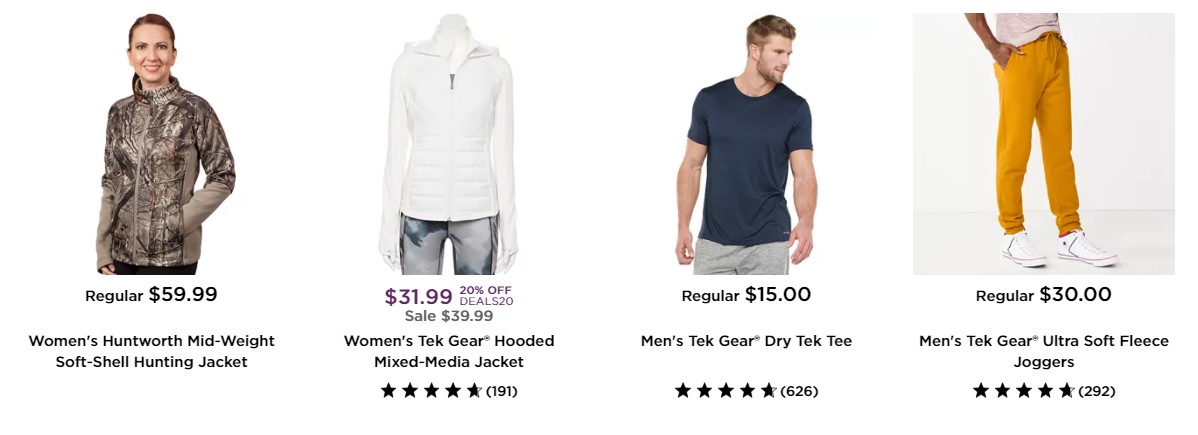 Regular $59.99
Women's Huntworth Mid-Weight
Soft-Shell Hunting Jacket
$31.99 20% OFF
DEALS20
Sale $39.99
Women's Tek Gear® Hooded
Mixed-Media Jacket
(191)
Regular $15.00
Men's Tek Gear® Dry Tek Tee
(626)
Regular $30.00
Men's Tek Gear® Ultra Soft Fleece
Joggers
(292)